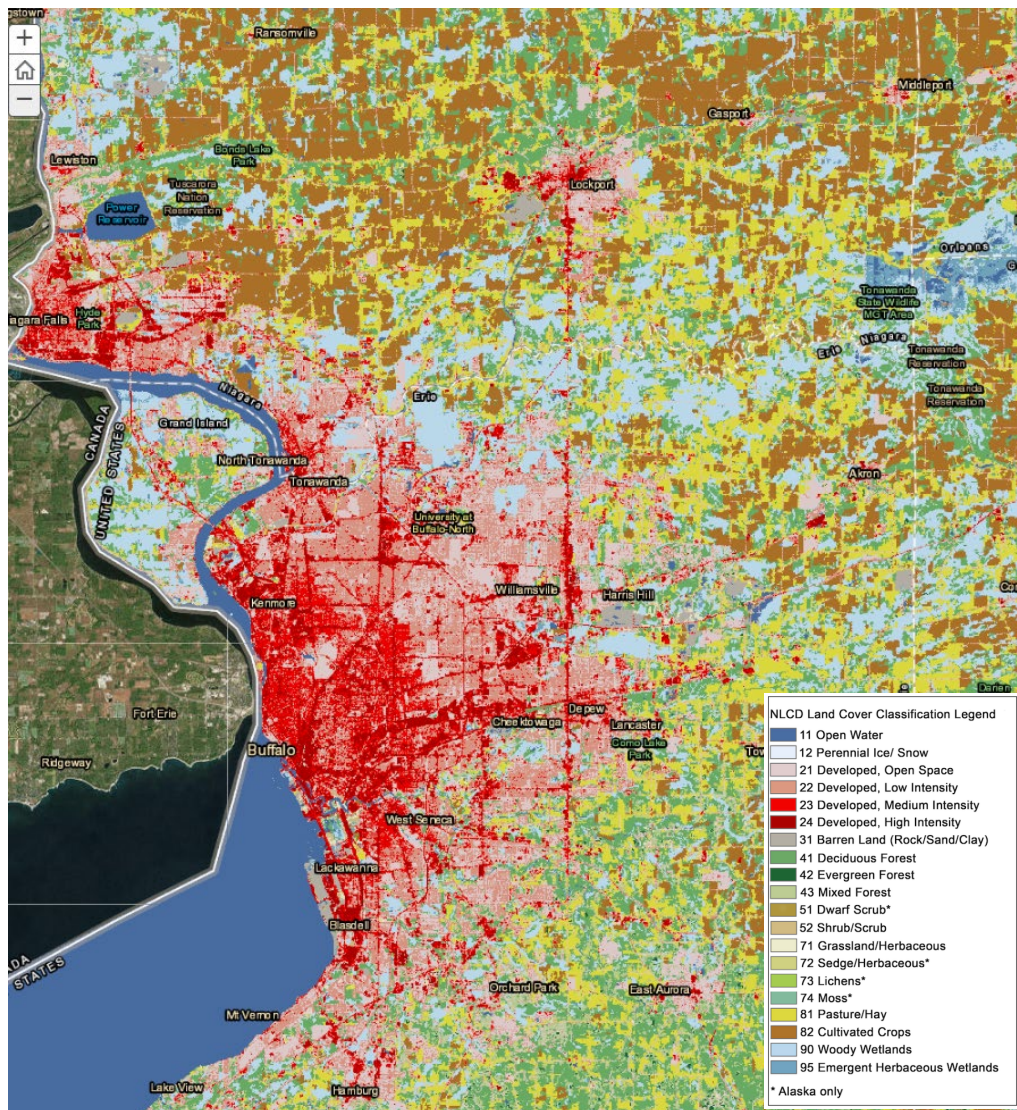 gstown
+
−
Ransomville
Middleport
Gasport
Lewiston
Bonds Lake
Park
Tuscarora
Nation
Reservation
Lockport
Power
Reservoir
Orleans
G
Tonawanda
State Wildlife
MGT Area
iagara Falls
Hyde
Park
Erie
Niagara
Tonawanda
Reservation
Tonawanda
Reservation
Niagara
Erie
CANADA
UNITED STATES
Grand Island
North Tonawanda
Tonawanda
Akron
University at
Buffalo-North
Kenmore
Williamsville
Harris Hill
Co
Fort Erie
Ridgeway
Buffalo
Cheektowaga
Depew
Lancaster
Como Lake
Park
Darien
e
Tow
West Seneca
Lackawanna
Blasdell
ADA
STATES
Orchard Park
East Aurora
Mt Vernon
Lake View
Hamburg
NLCD Land Cover Classification Legend
11 Open Water
12 Perennial Ice/ Snow
21 Developed, Open Space
22 Developed, Low Intensity
23 Developed, Medium Intensity
24 Developed, High Intensity
31 Barren Land (Rock/Sand/Clay)
41 Deciduous Forest
42 Evergreen Forest
43 Mixed Forest
51 Dwarf Scrub*
52 Shrub/Scrub
71 Grassland/Herbaceous
72 Sedge/Herbaceous*
73 Lichens*
74 Moss*
81 Pasture/Hay
82 Cultivated Crops
90 Woody Wetlands
95 Emergent Herbaceous Wetlands
* Alaska only